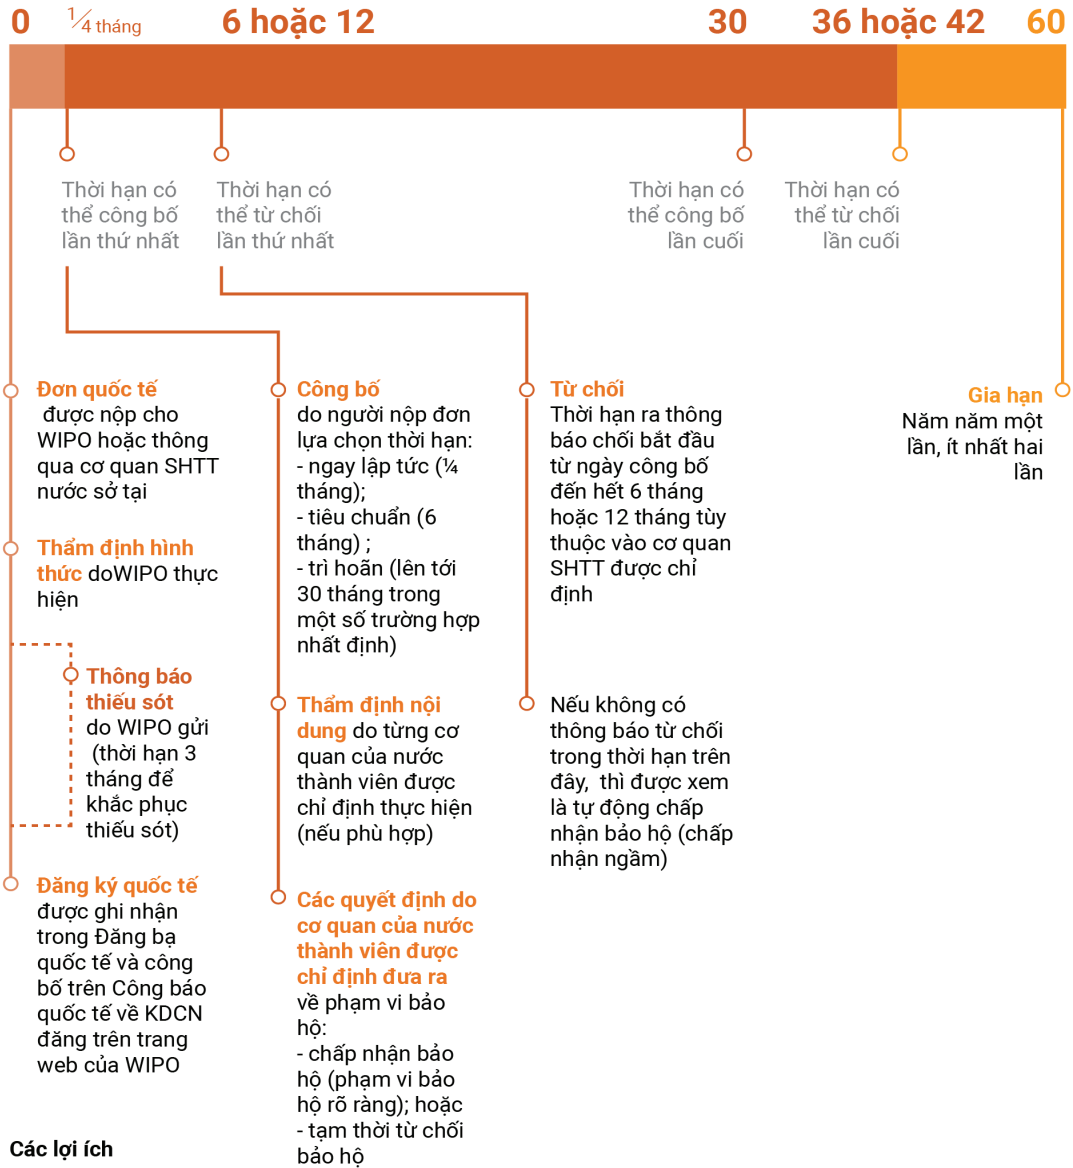 0
¼ tháng
6 hoặc 12
30
36 hoặc 42
60
Thời hạn có
thể công bố
lần thứ nhất
Thời hạn có
thể từ chối
lần thứ nhất
Thời hạn có
thể công bố
lần cuối
Thời hạn có
thể từ chối
lần cuối
Đơn quốc tế
được nộp cho
WIPO hoặc thông
qua cơ quan SHTT
nước sở tại
Thẩm định hình
thức doWIPO thực
hiện
Thông báo
thiếu sót
do WIPO gửi
(thời hạn 3
tháng để
khắc phục
thiếu sót)
Đăng ký quốc tế
được ghi nhận
trong Đăng bạ
quốc tế và công
bố trên Công báo
quốc tế về KDCN
đăng trên trang
web của WIPO
Công bố
do người nộp đơn
lựa chọn thời hạn:
- ngay lập tức (¼
tháng);
- tiêu chuẩn (6
tháng) ;
- trì hoãn (lên tới
30 tháng trong
một số trường hợp
nhất định)
Thẩm định nội
dung do từng cơ
quan của nước
thành viên được
chỉ định thực hiện
(nếu phù hợp)
Các quyết định do
cơ quan của nước
thành viên được
chỉ định đưa ra
về phạm vi bảo
hộ:
- chấp nhận bảo
hộ (phạm vi bảo
hộ rõ ràng); hoặc
- tạm thời từ chối
bảo hộ
Từ chối
Thời hạn ra thông
báo chối bắt đầu
từ ngày công bố
đến hết 6 tháng
hoặc 12 tháng tùy
thuộc vào cơ quan
SHTT được chỉ
định
Nếu không có
thông báo từ chối
trong thời hạn trên
đây,  thì được xem
là tự động chấp
nhận bảo hộ (chấp
nhận ngầm)
Gia hạn
Năm năm một
lần, ít nhất hai
lần
Các lợi ích